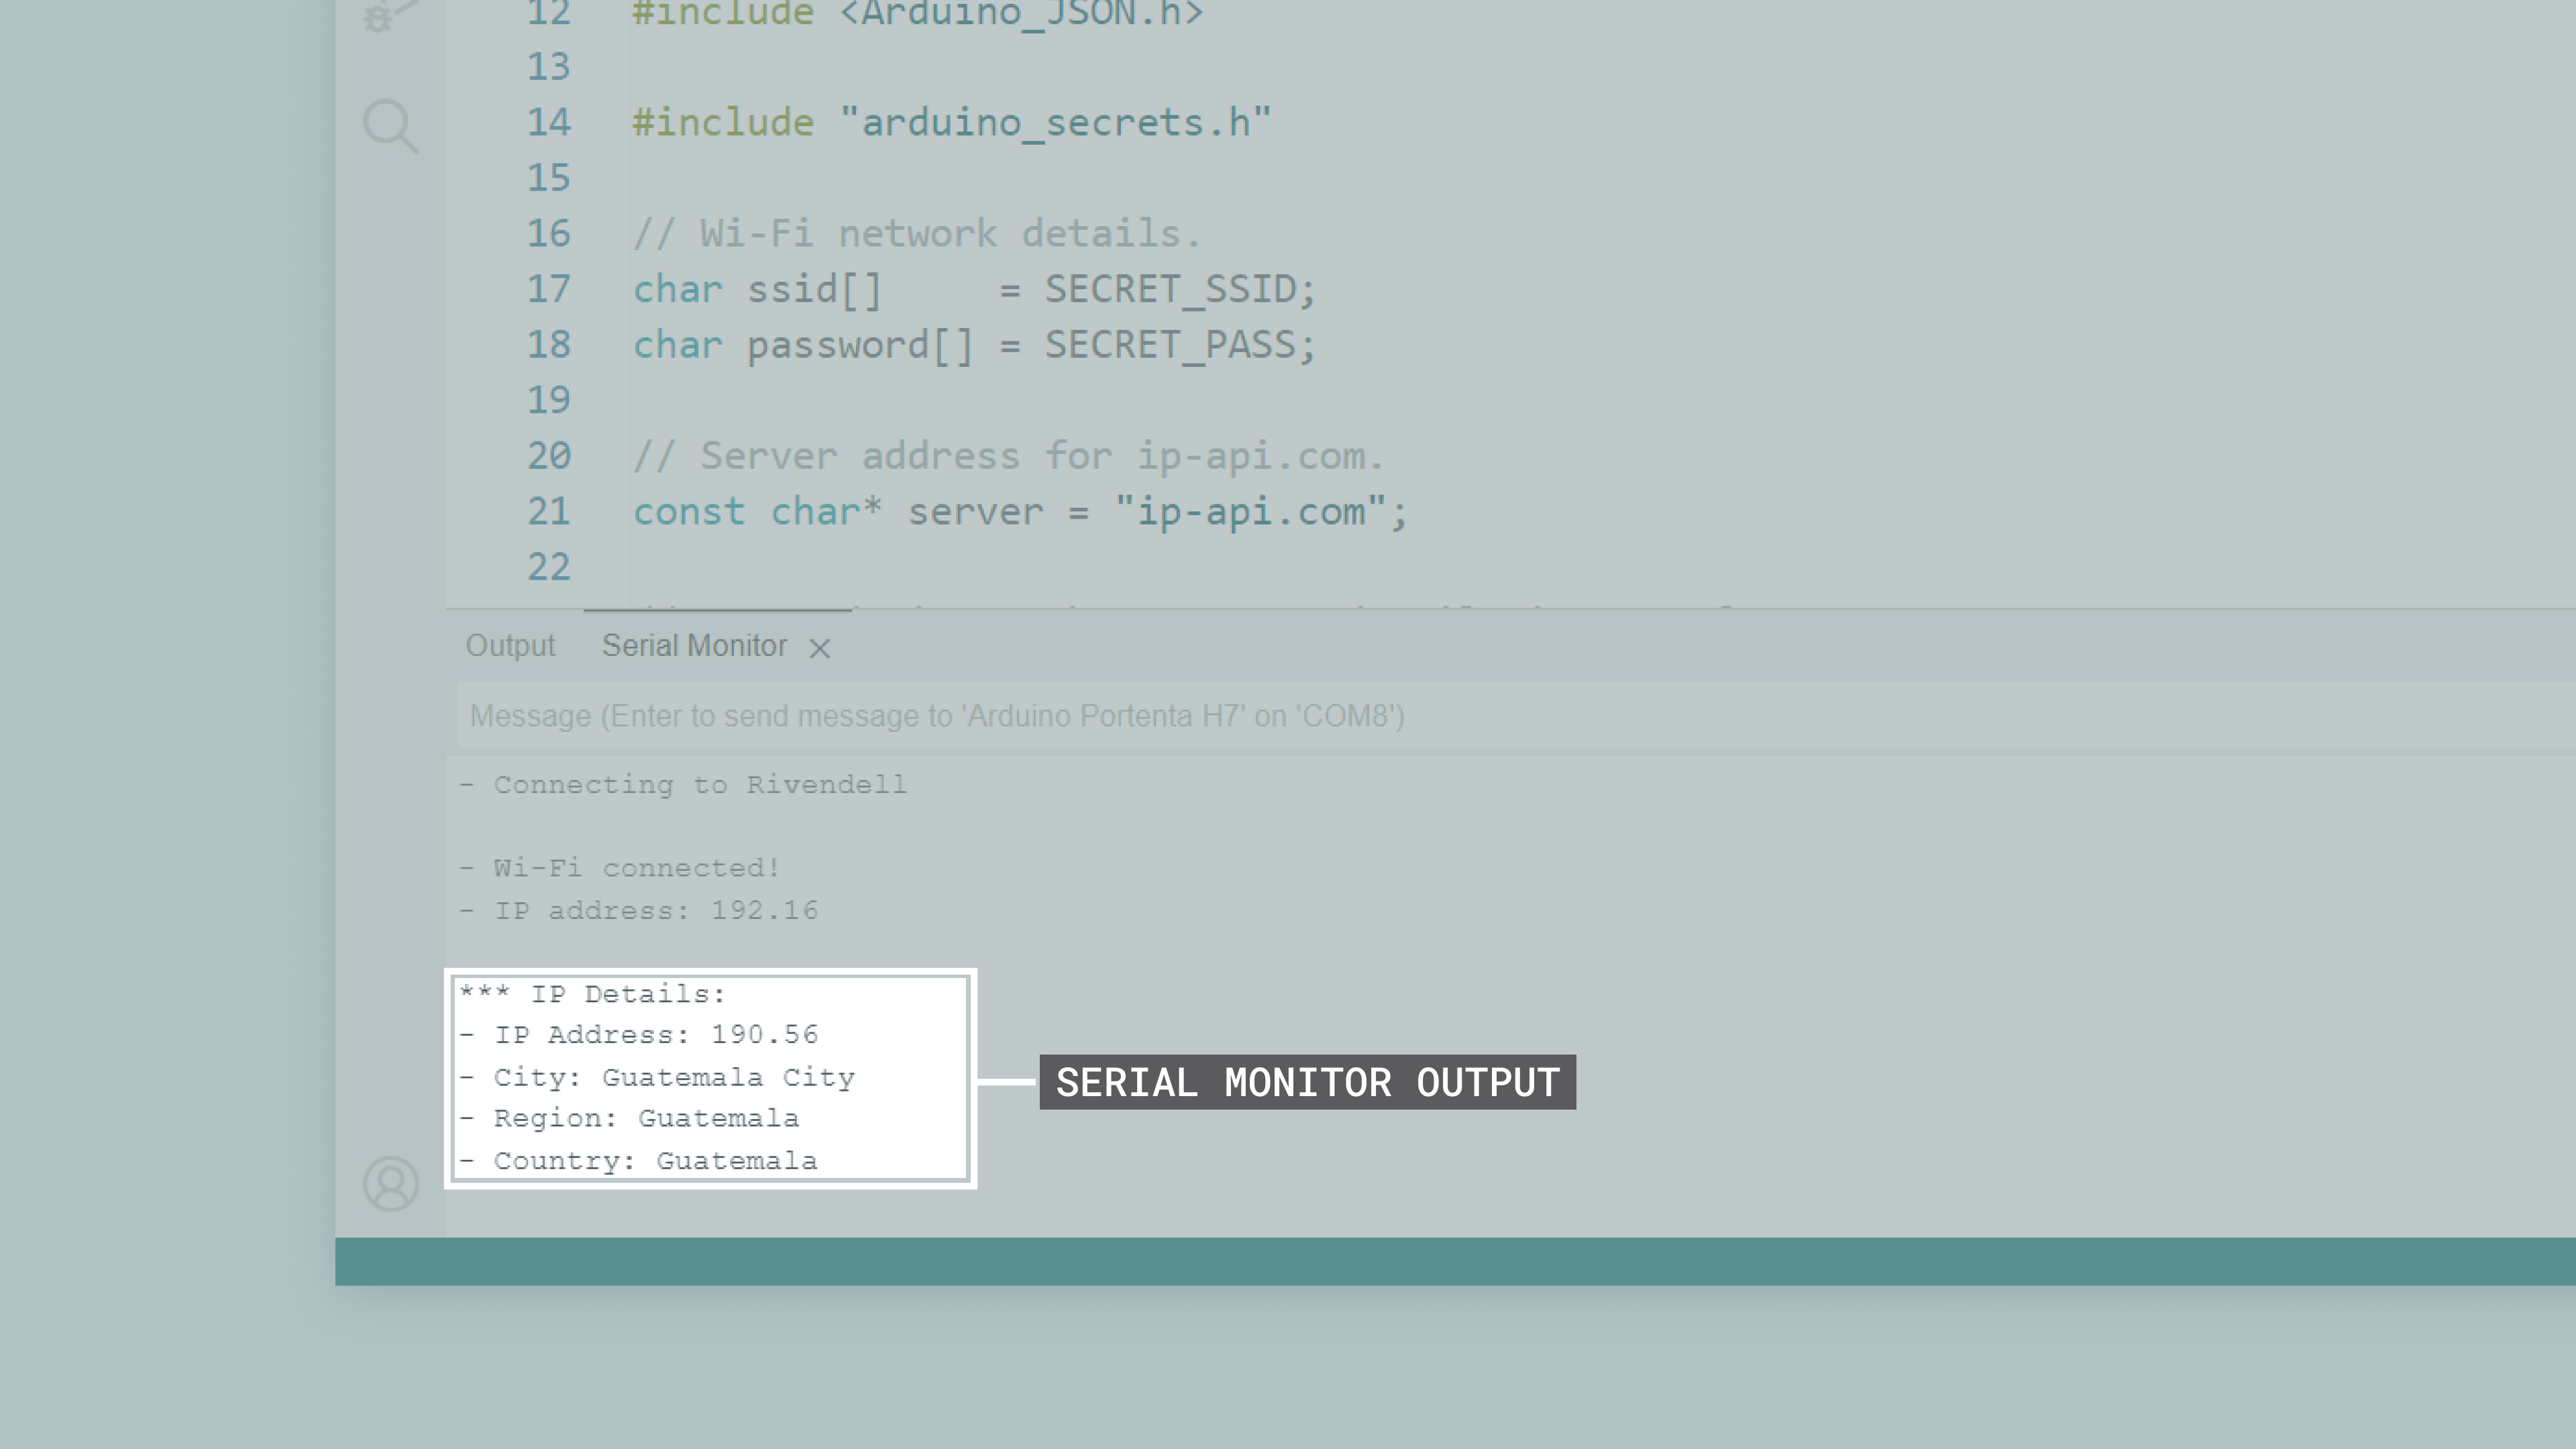 12 #include <Arduino_JSON.h>
13
14 #include "arduino_secrets.h"
15
16 // Wi-Fi network details.
17 char ssid[]     = SECRET_SSID;
18 char password[] = SECRET_PASS;
19
20 // Server address for ip-api.com.
21 const char* server = "ip-api.com";
22
Output Serial Monitor
Message (Enter to send message to 'Arduino Portenta H7' on 'COM8')
- Connecting to Rivendell
- Wi-Fi connected!
- IP address: 192.16
*** IP Details:
- IP Address: 190.56
- City: Guatemala City
- Region: Guatemala
- Country: Guatemala
SERIAL MONITOR OUTPUT